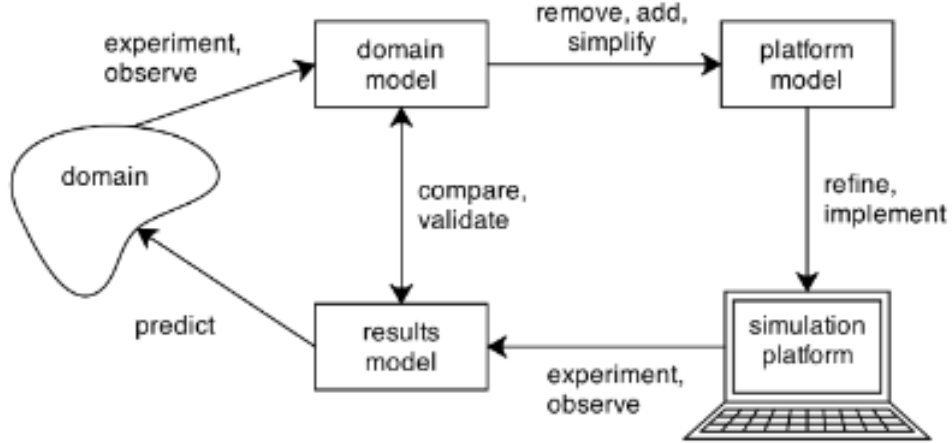 experiment,
observe
domain
model
remove, add,
simplify
platform
model
domain
compare,
validate
refine,
implement
predict
results
model
experiment,
observe
simulation
platform